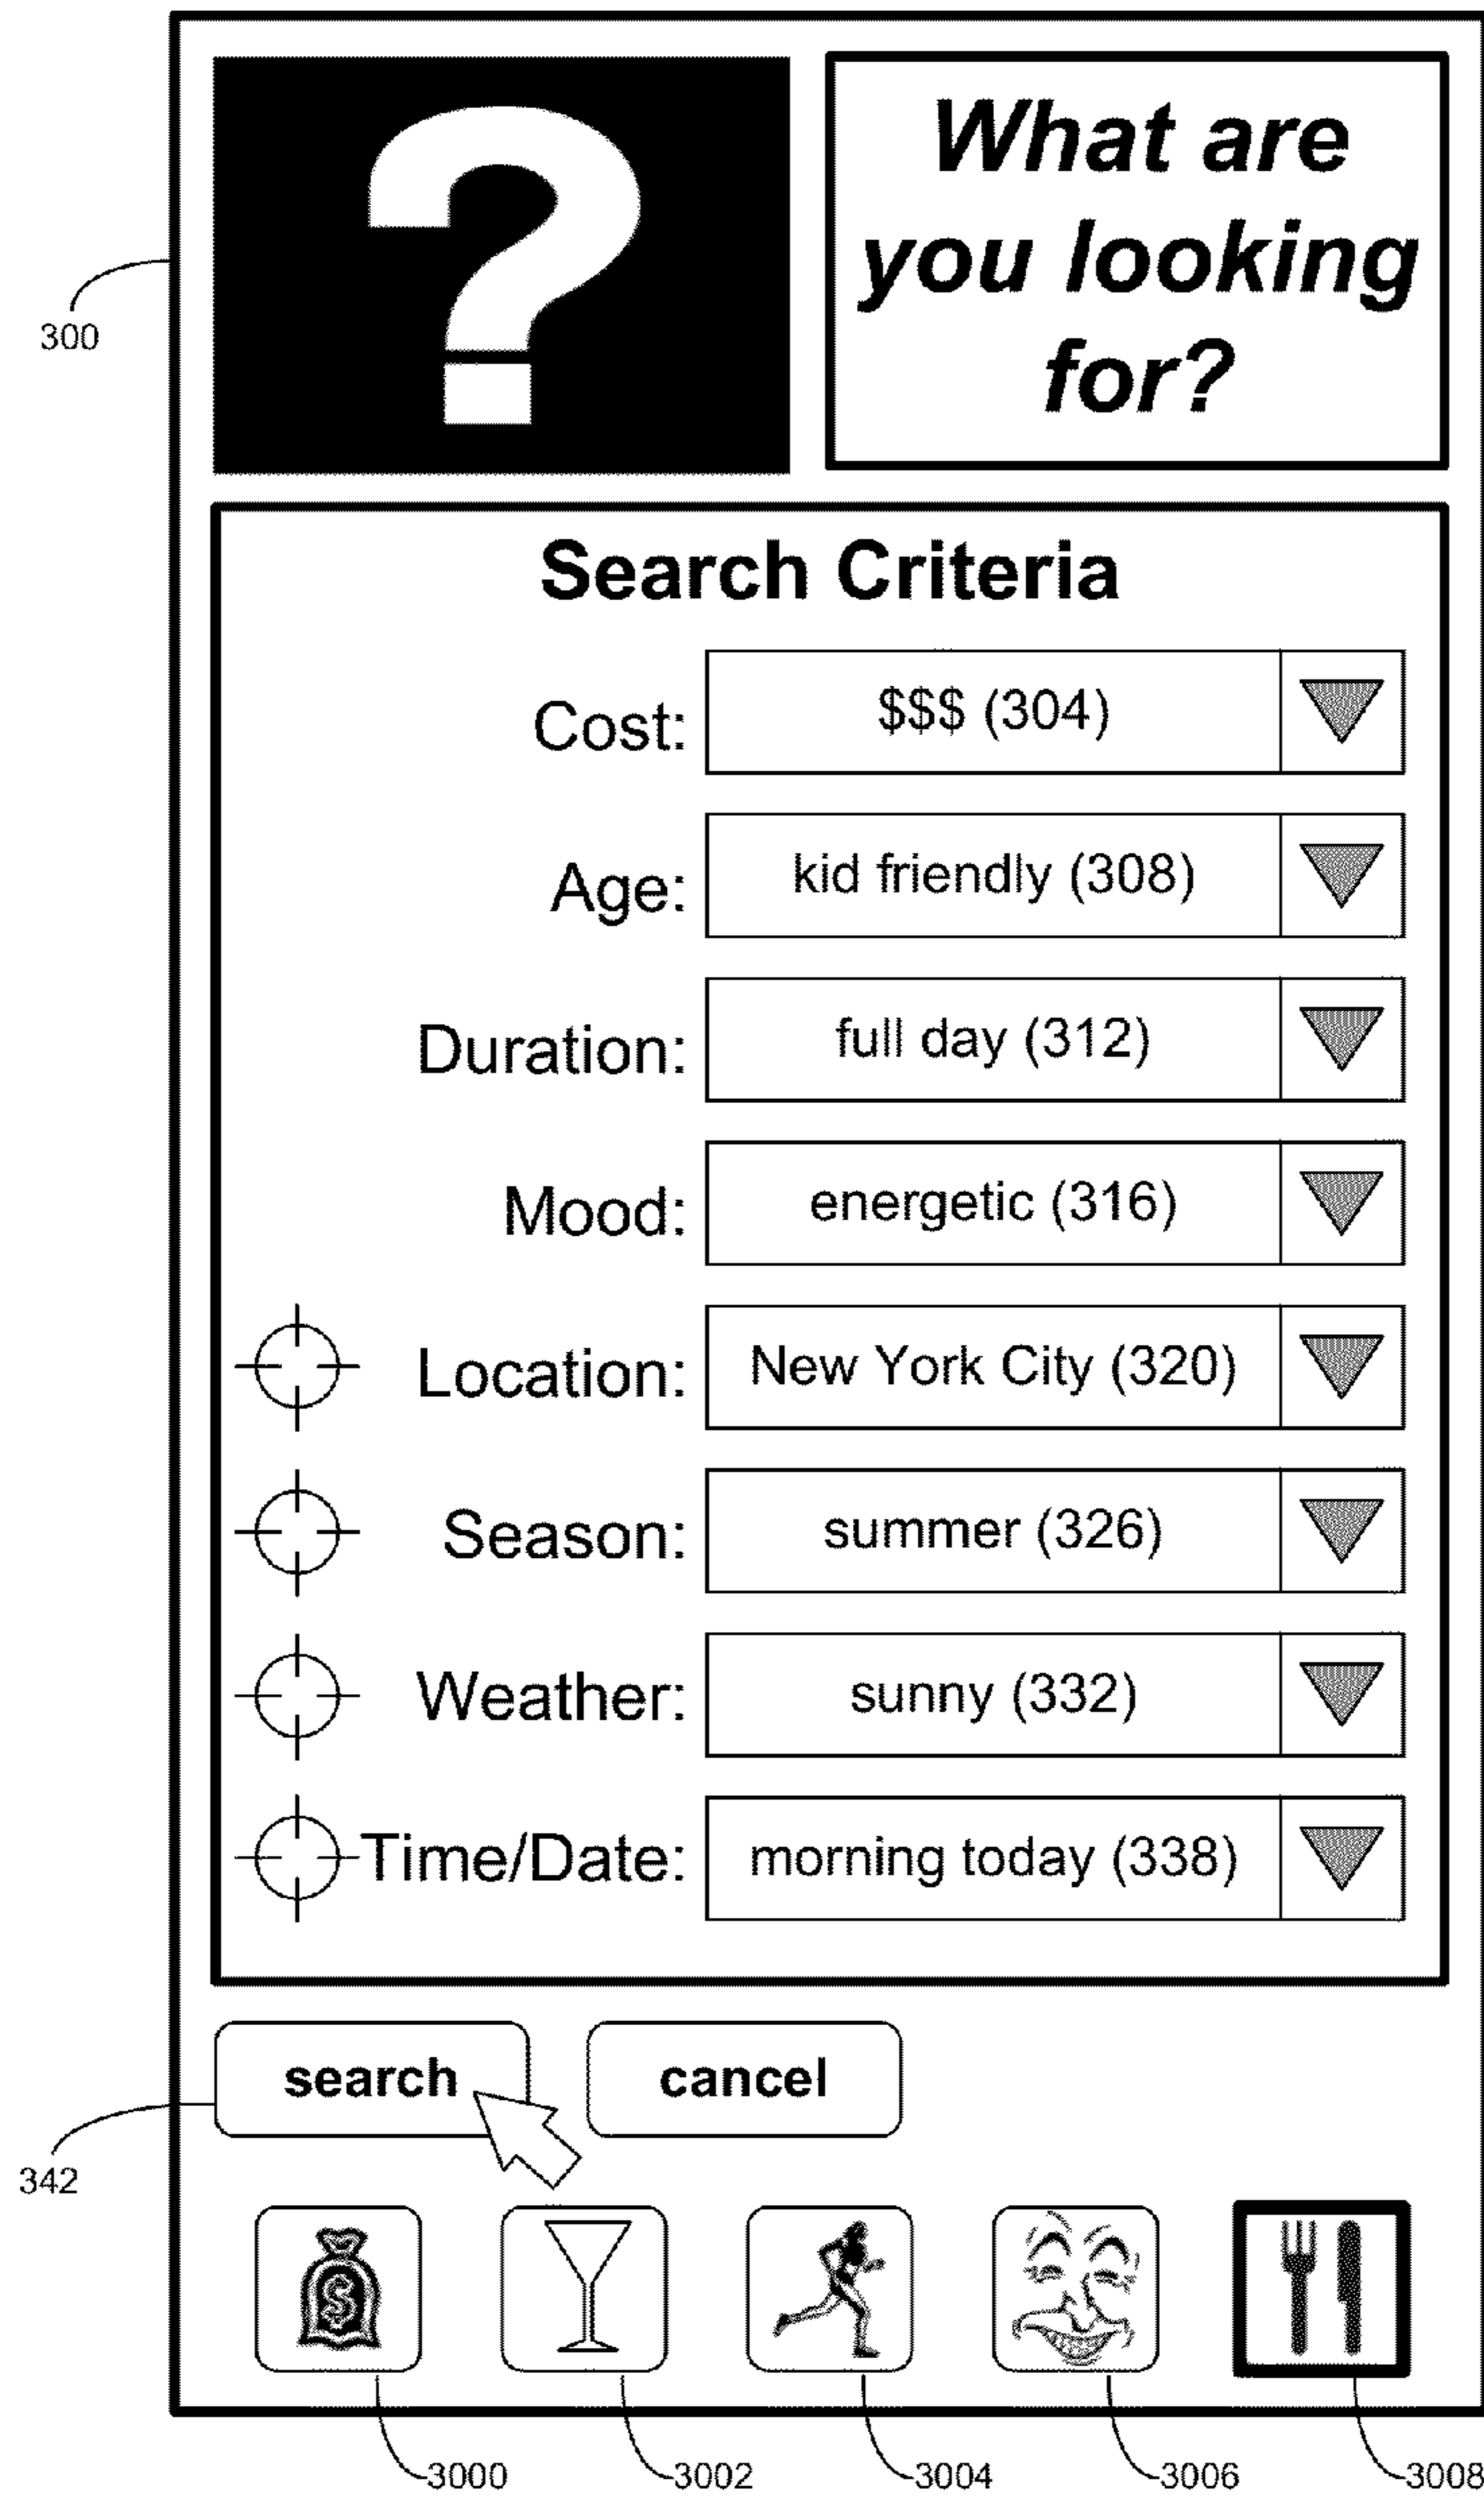 ?
What are
you looking
for?
300
Search Criteria
Cost: $$$ (304)
Age: kid friendly (308)
Duration: full day (312)
Mood: energetic (316)
Location: New York City (320)
Season: summer (326)
Weather: sunny (332)
Time/Date: morning today (338)
search cancel
342
$
3000 3002 3004 3006 3008